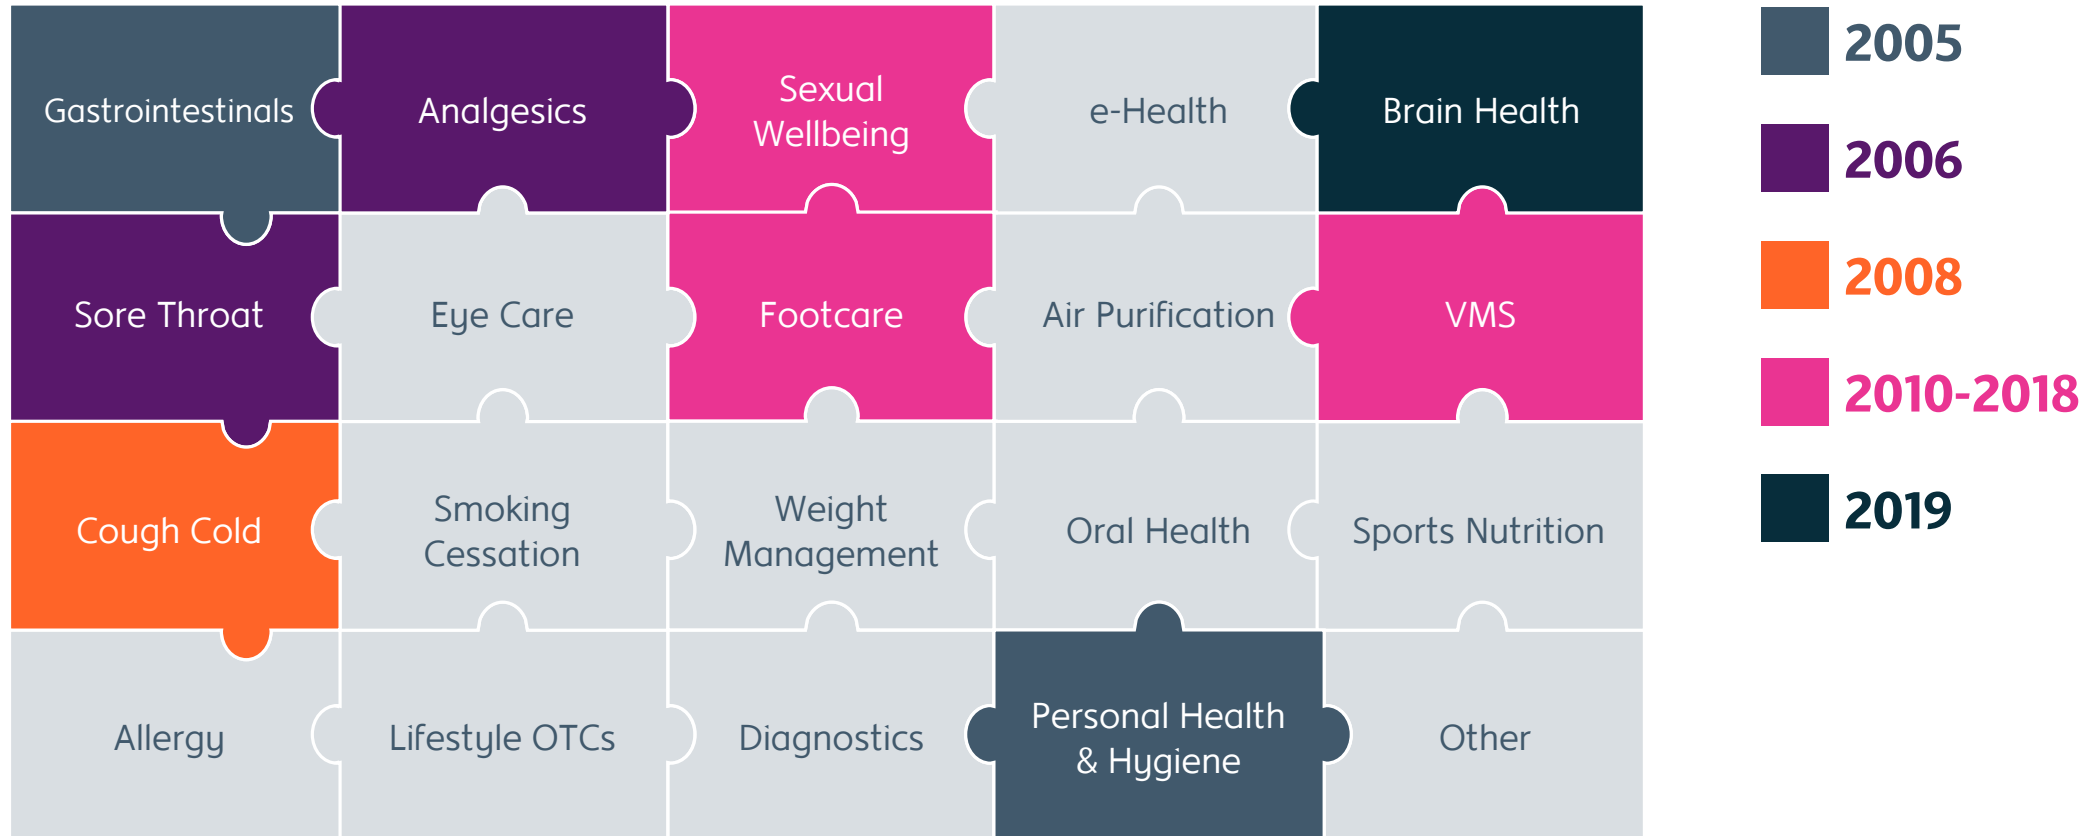 Gastrointestinals
Analgesics
Sexual
Wellbeing
e-Health
Brain Health
Sore Throat
Eye Care
Footcare
Air Purification
VMS
Cough Cold
Smoking
Cessation
Weight
Management
Oral Health
Sports Nutrition
Allergy
Lifestyle OTCs
Diagnostics
Personal Health
& Hygiene
Other
2005
2006
2008
2010-2018
2019